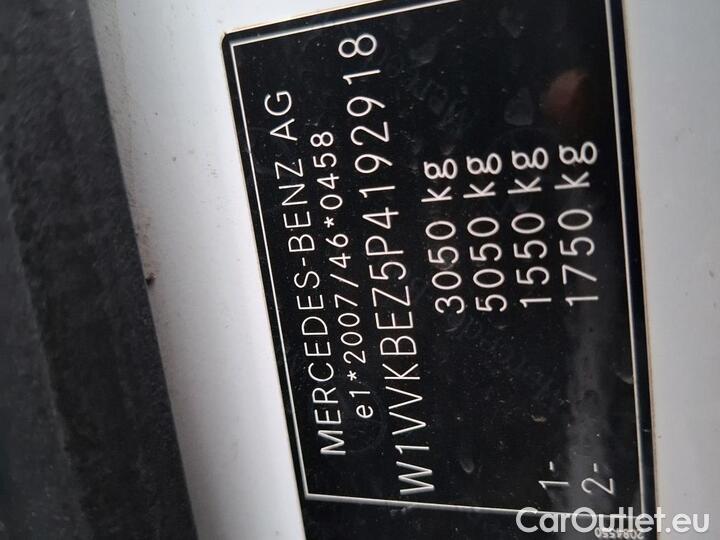 MERCEDES-BENZ AG
e1*2007/46*0458
W1VVKBEZ5P4192918
3050 kg
5050 kg
1- 1550 kg
2- 1750 kg
CarOutlet.eu